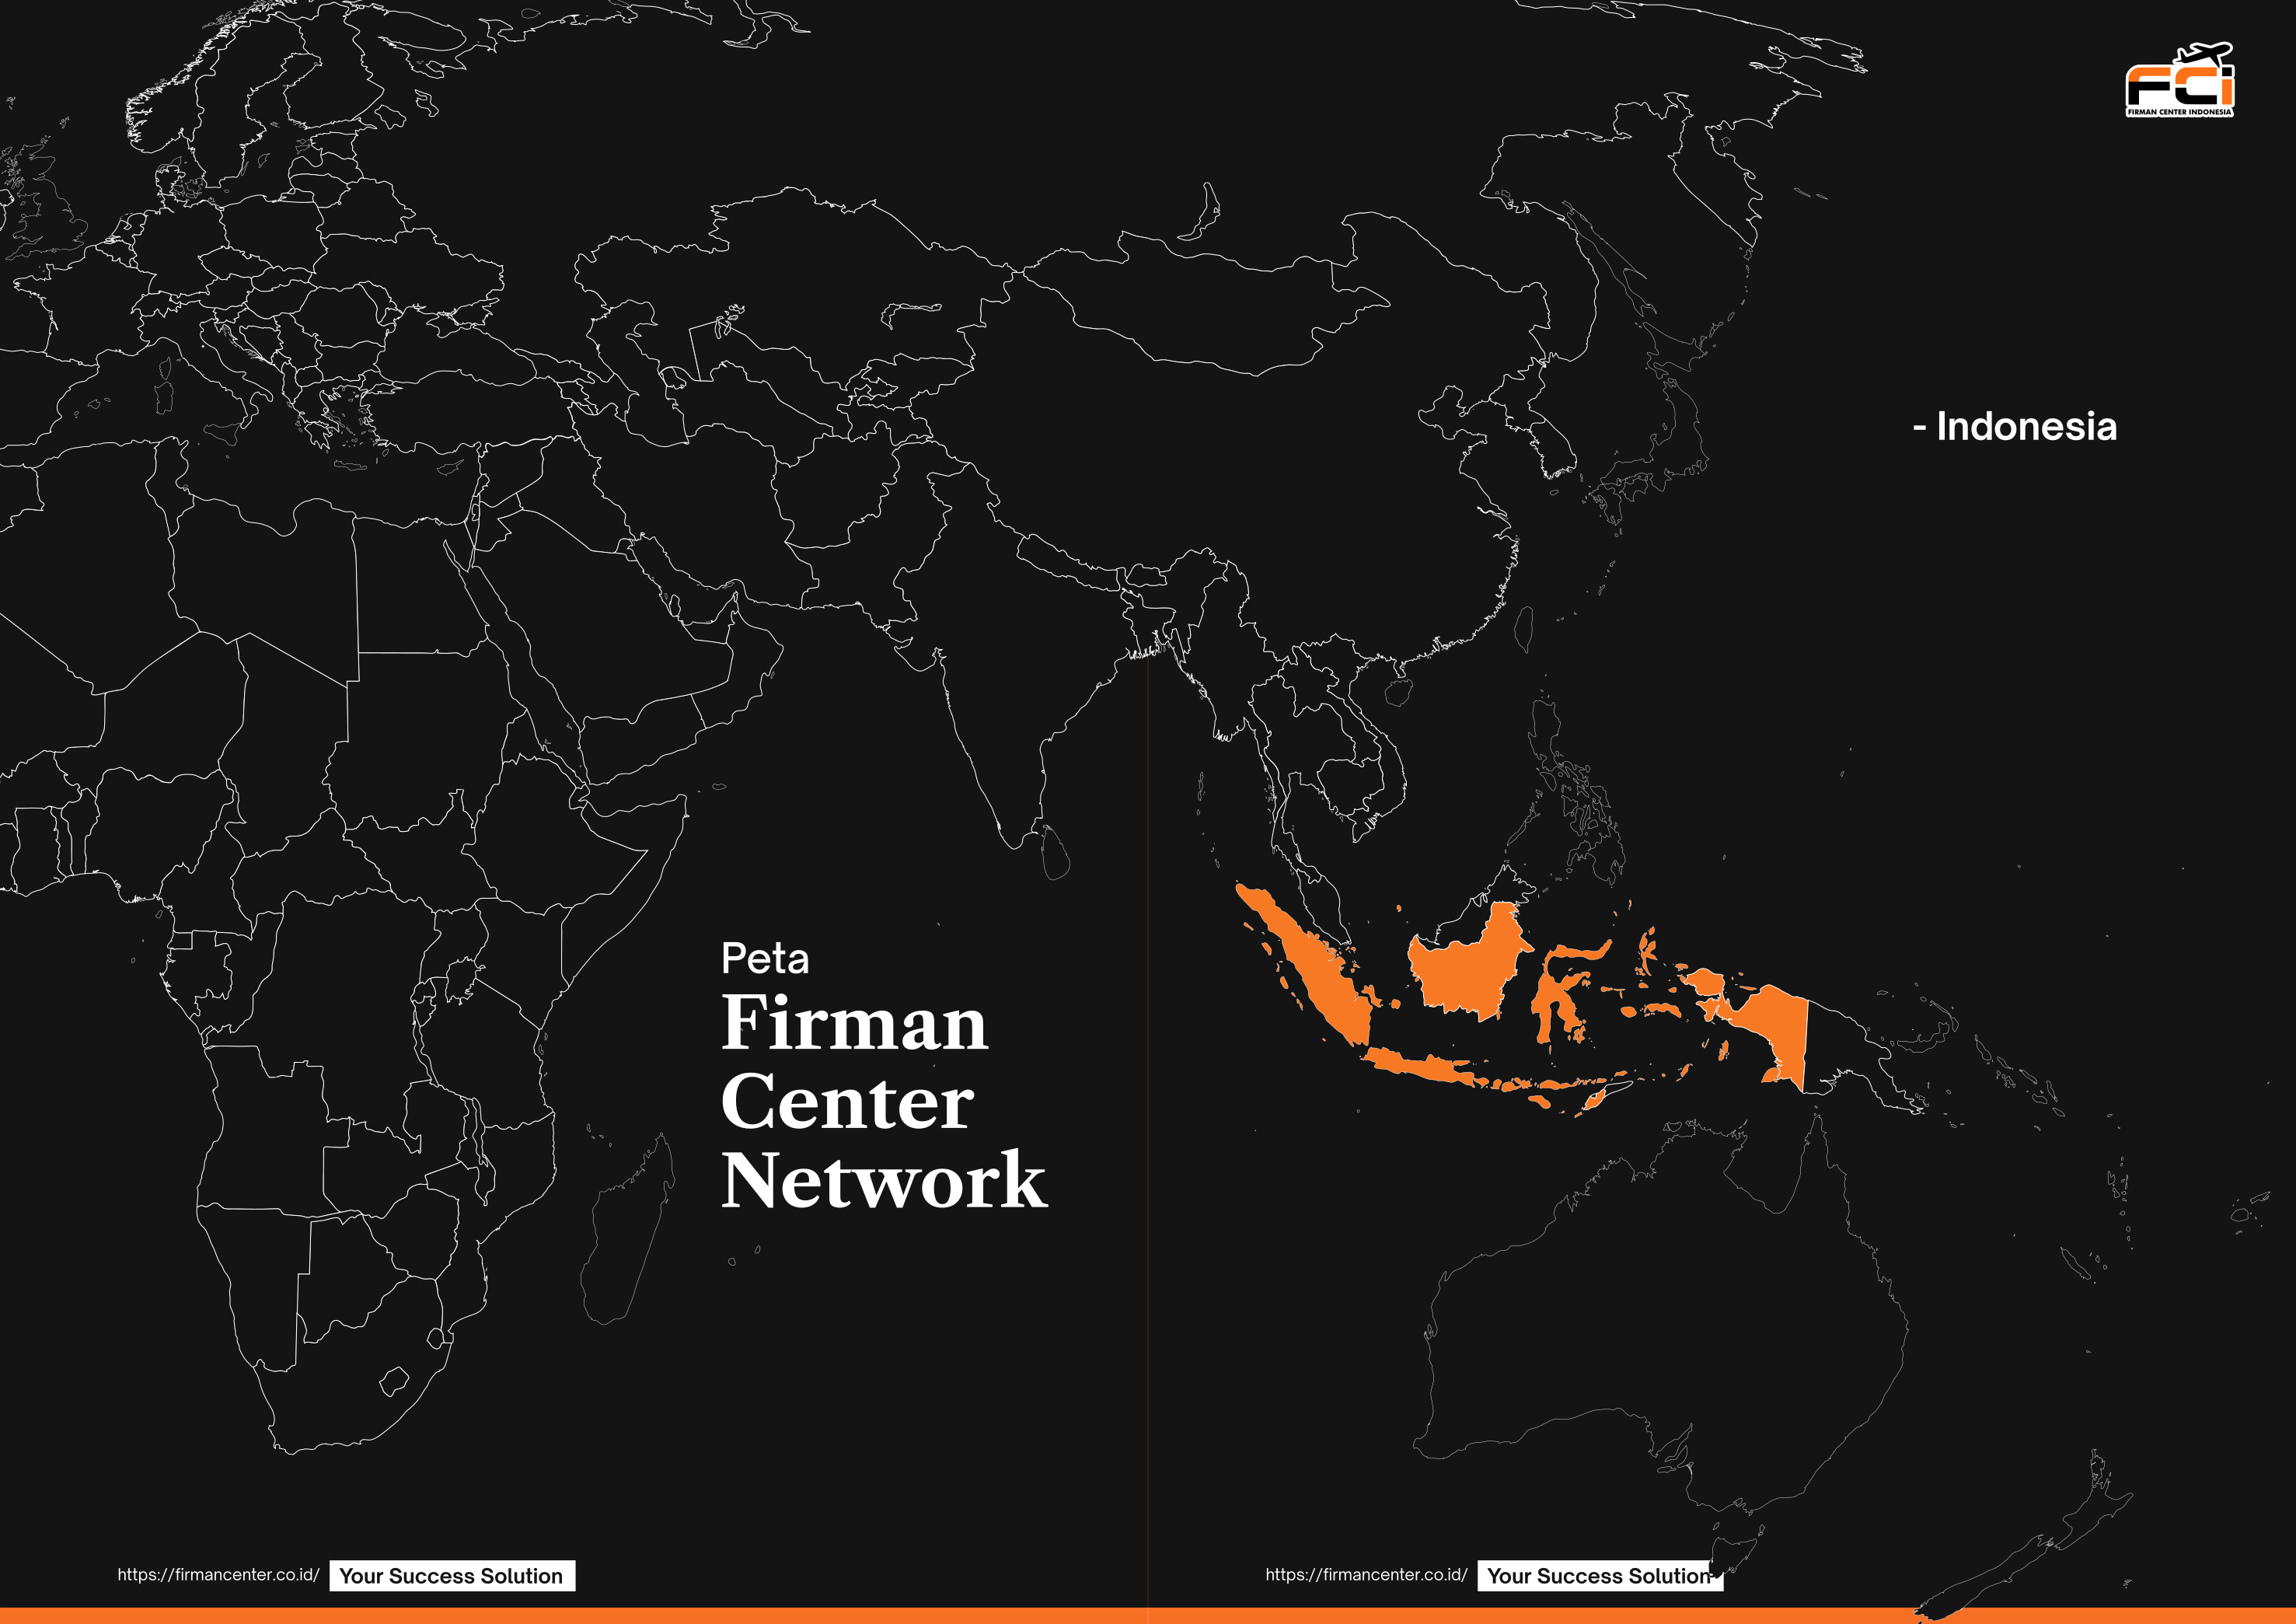 FCi
FIRMAN CENTER INDONESIA
- Indonesia
Peta
Firman
Center
Network
https://firmancenter.co.id/
Your Success Solution
https://firmancenter.co.id/
Your Success Solution